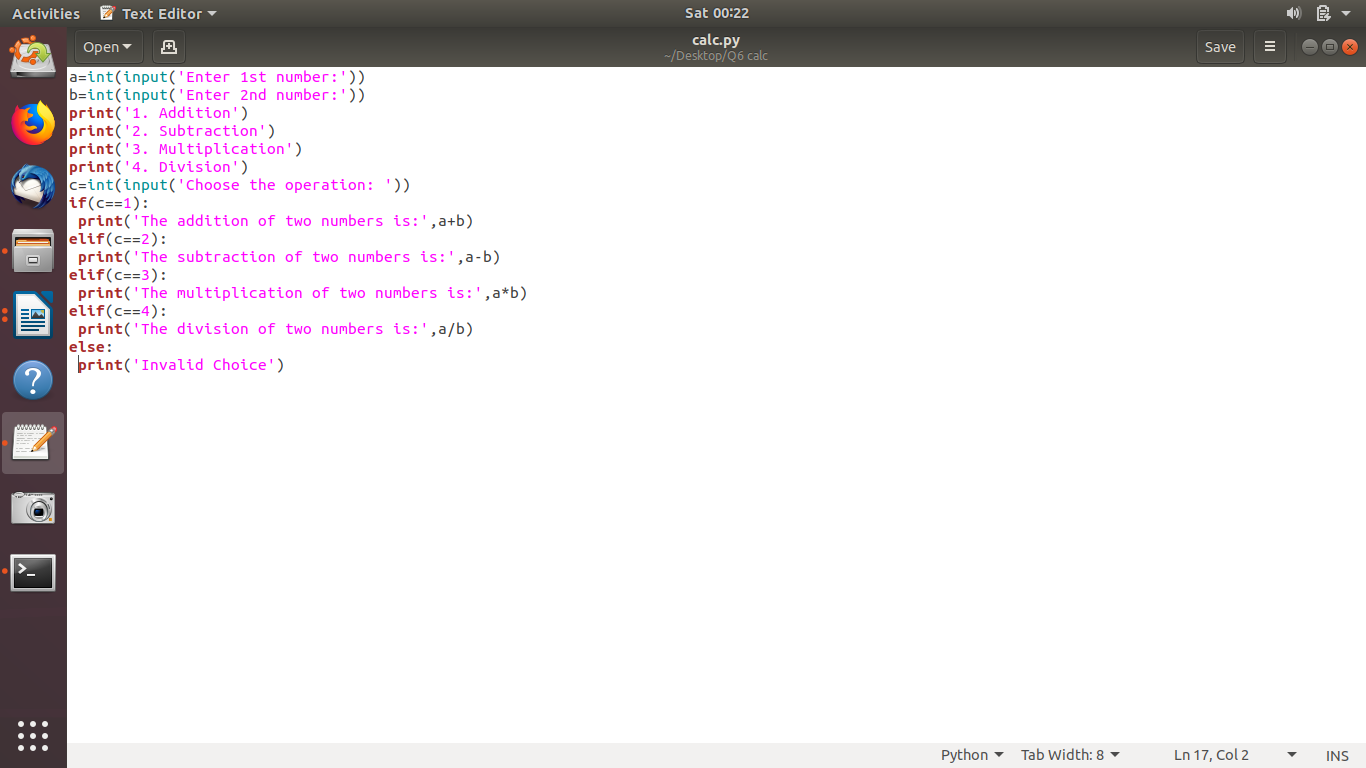 Activities Text Editor Sat 00:22
Open calc.py Save
~/Desktop/Q6 calc
a=int(input('Enter 1st number:'))
b=int(input('Enter 2nd number:'))
print('1. Addition')
print('2. Subtraction')
print('3. Multiplication')
print('4. Division')
c=int(input('Choose the operation: '))
if(c==1):
 print('The addition of two numbers is:',a+b)
elif(c==2):
 print('The subtraction of two numbers is:',a-b)
elif(c==3):
 print('The multiplication of two numbers is:',a*b)
elif(c==4):
 print('The division of two numbers is:',a/b)
else:
 print('Invalid Choice')
Python Tab Width: 8 Ln 17, Col 2 INS